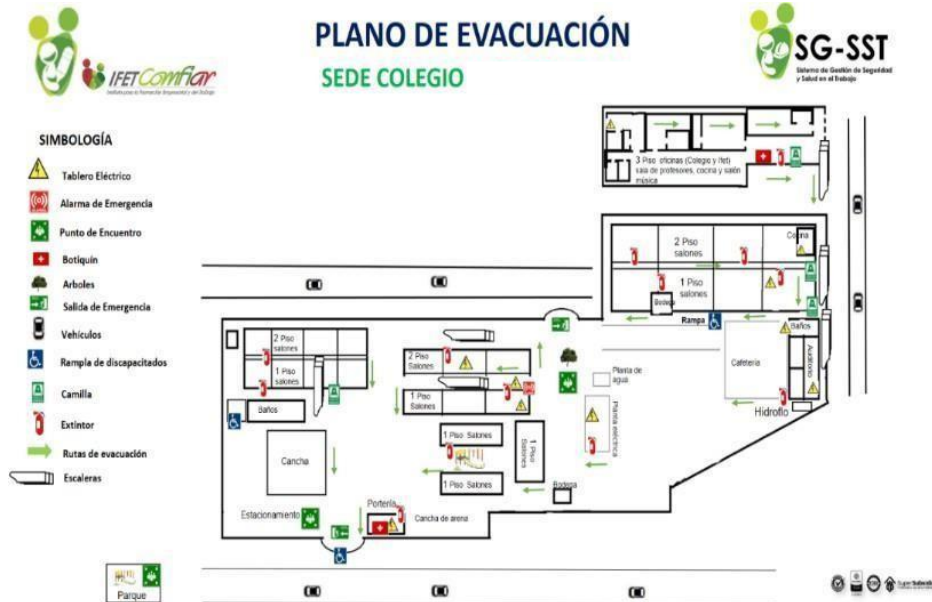 IFETComfiar
PLANO DE EVACUACIÓN
SEDE COLEGIO
SG-SST
Sistema de Gestión de Seguridad
y Salud en el Trabajo
SIMBOLOGÍA
Tablero Eléctrico
Alarma de Emergencia
Punto de Encuentro
Botiquín
Arboles
Salida de Emergencia
Vehículos
Rampla de discapacitados
Camilla
Extintor
Rutas de evacuación
Escaleras
3 Piso oficinas (Colegio y Ifet)
sala de profesores, cocina y salón
música
2 Piso
salones
Cocina
1 Piso
salones
Bodega
Rampa
Baños
Cafetería
Auditorio
Hidroflo
2 Piso
salones
1 Piso
salones
Baños
2 Piso
Salones
1 Piso
Salones
Planta de
agua
Planta eléctrica
1 Piso Salones
1 Piso
Salones
1 Piso Salones
Bodega
Cancha
Estacionamiento
Portería
Cancha de arena
Parque